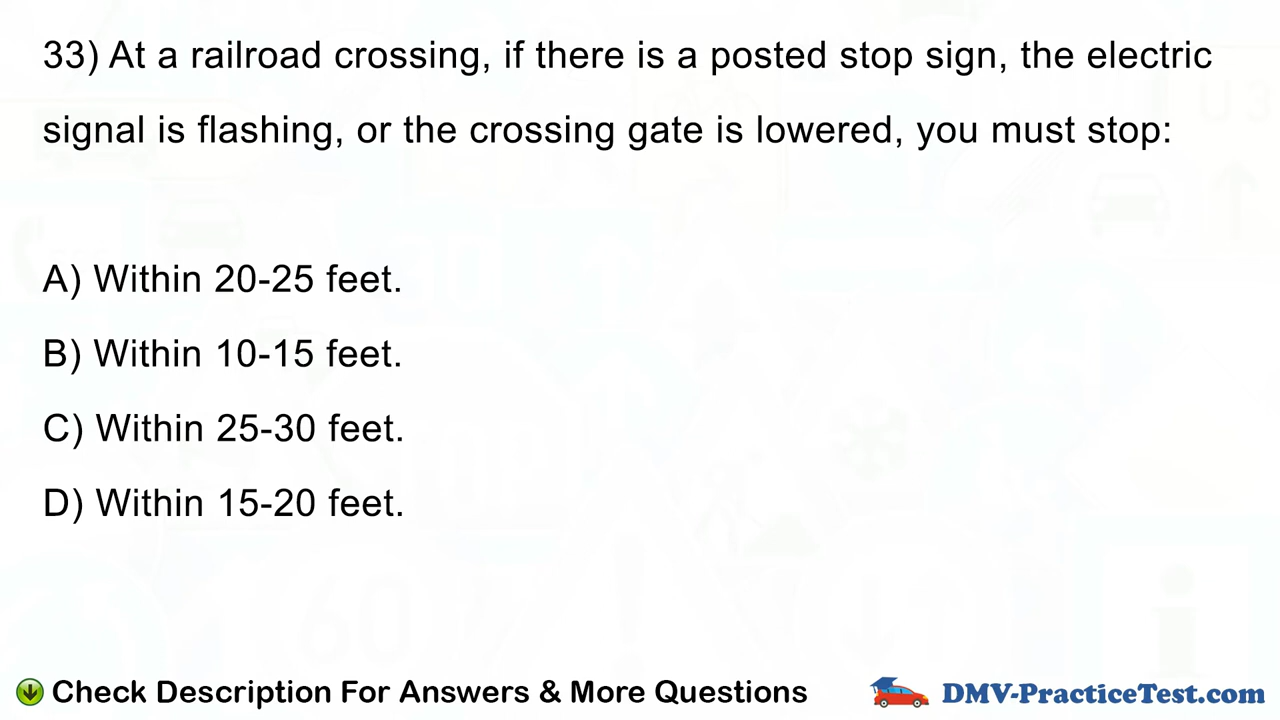 33) At a railroad crossing, if there is a posted stop sign, the electric
signal is flashing, or the crossing gate is lowered, you must stop:
A) Within 20-25 feet.
B) Within 10-15 feet.
C) Within 25-30 feet.
D) Within 15-20 feet.
Check Description For Answers & More Questions
DMV-PracticeTest.com